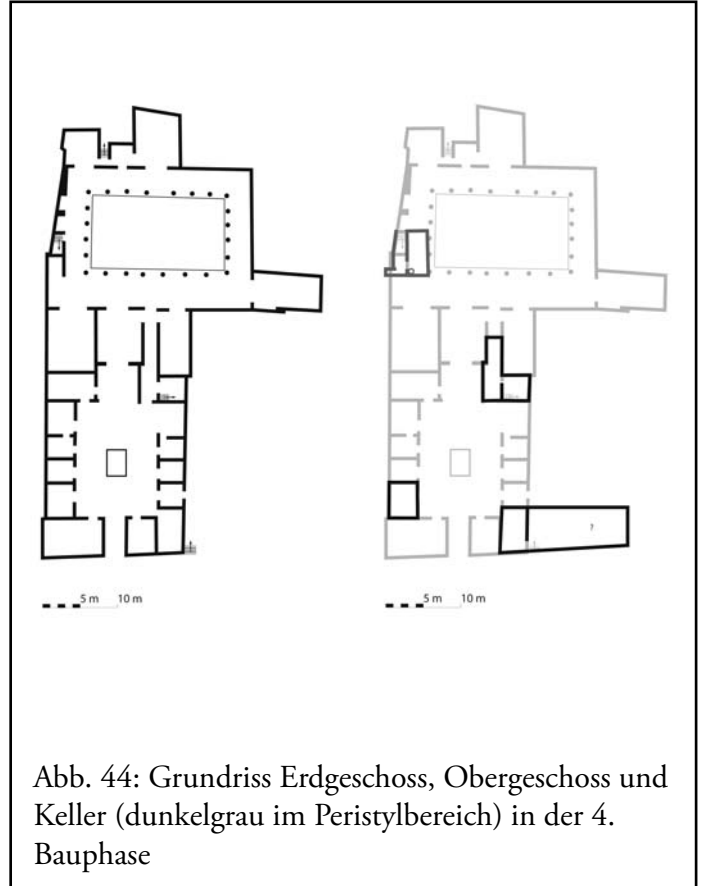 ?
5 m 10 m
5 m 10 m
Abb. 44: Grundriss Erdgeschoss, Obergeschoss und
Keller (dunkelgrau im Peristylbereich) in der 4.
Bauphase